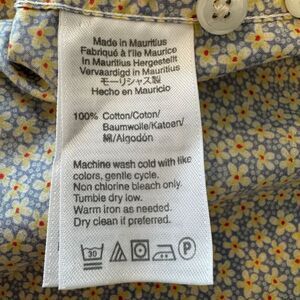 Made in Mauritius
Fabriqué à l'île Maurice
In Mauritius Hergestellt
Vervaardigd in Mauritius
モーリシャス製
Hecho en Mauricio
100% Cotton/Coton/
Baumwolle/Katoen/
綿/Algodón
Machine wash cold with like
colors, gentle cycle.
Non chlorine bleach only.
Tumble dry low.
Warm iron as needed.
Dry clean if preferred.
30 P